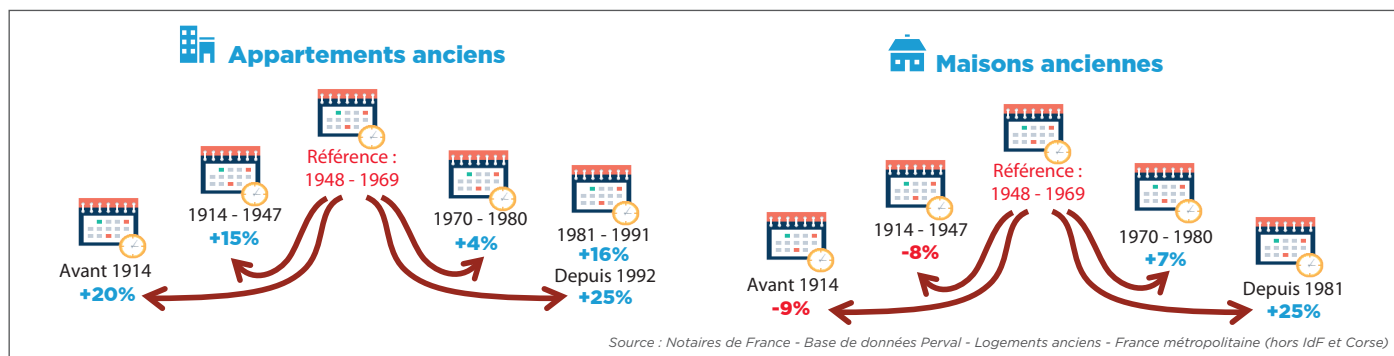 Appartements anciens
Référence :
1948 - 1969
1914 - 1947
+15%
1970 - 1980
+4%
1981 - 1991
+16%
Depuis 1992
+25%
Avant 1914
+20%
Maisons anciennes
Référence :
1948 - 1969
1914 - 1947
-8%
1970 - 1980
+7%
Avant 1914
-9%
Depuis 1981
+25%
Source : Notaires de France - Base de données Perval - Logements anciens - France métropolitaine (hors IdF et Corse)